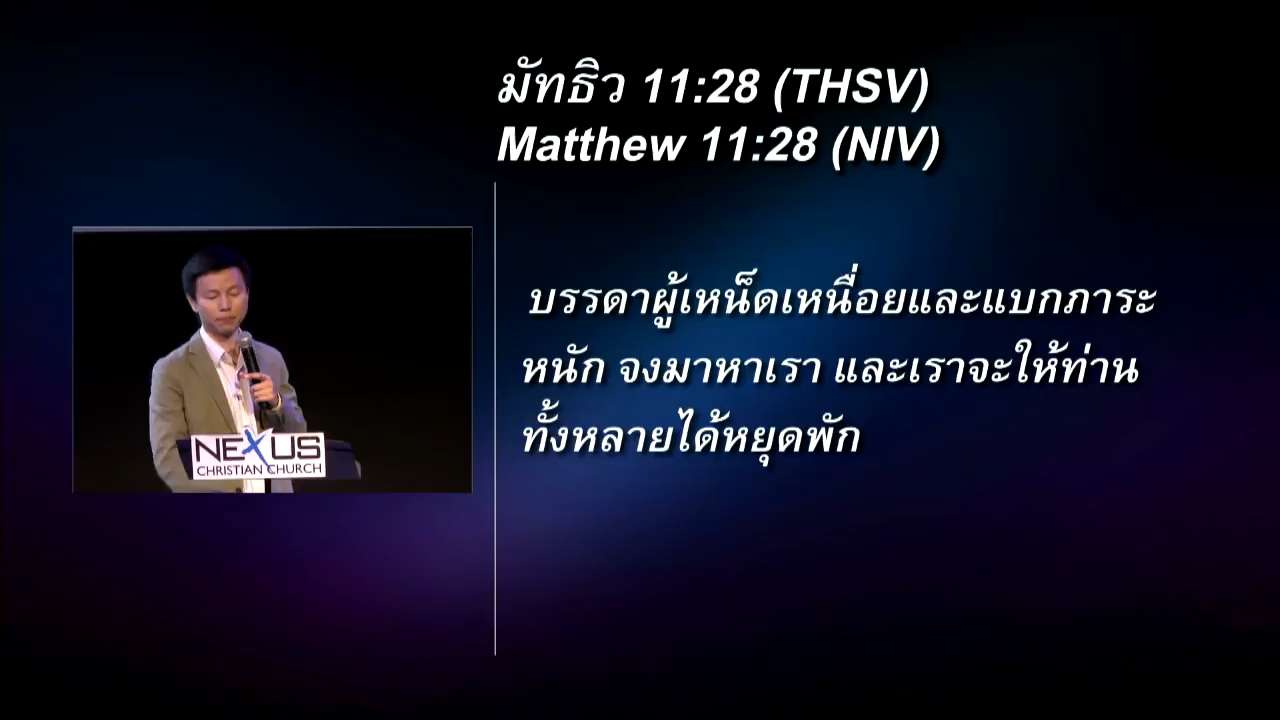 มัทธิว 11:28 (THSV)
Matthew 11:28 (NIV)
บรรดาผู้เหน็ดเหนื่อยและแบกภาระ
หนัก จงมาหาเรา และเราจะให้ท่าน
ทั้งหลายได้หยุดพัก
NEXUS
CHRISTIAN CHURCH